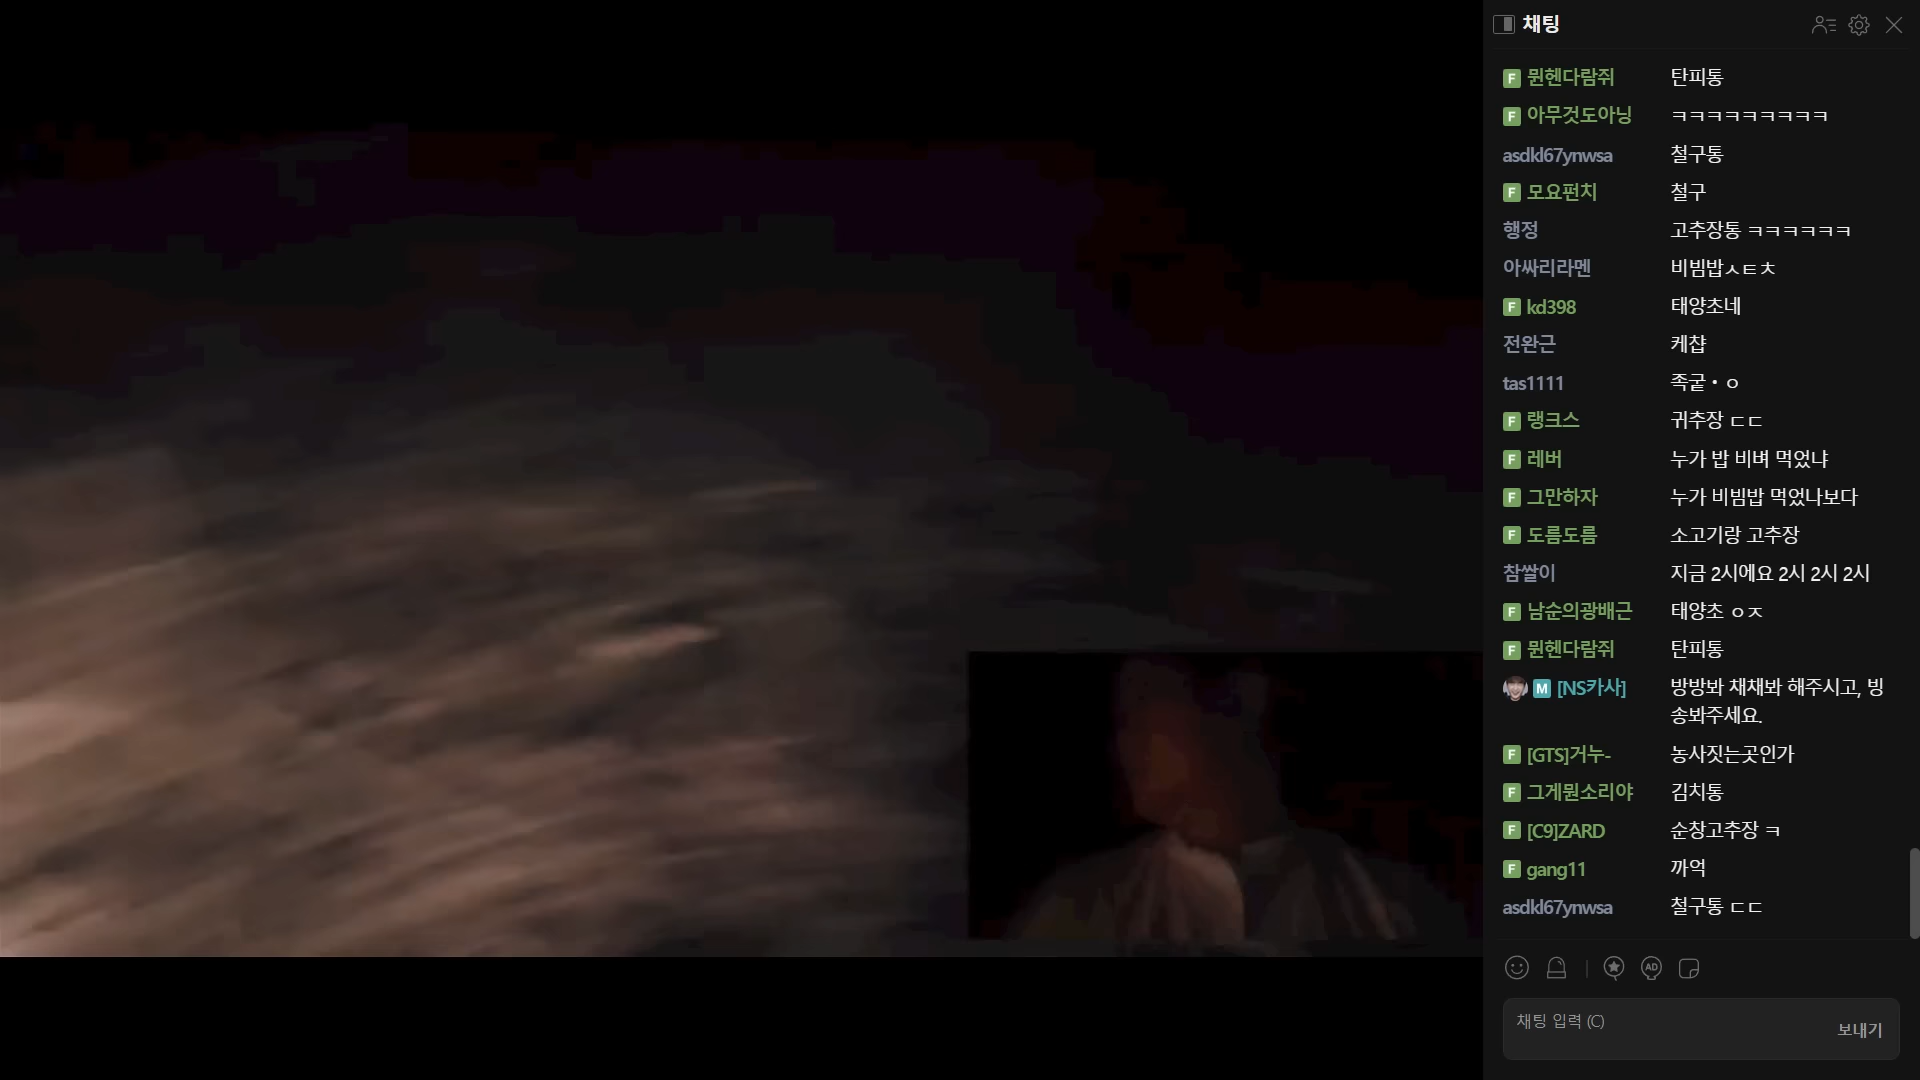 채팅
F 뮌헨다람쥐 탄피통
F 아무것도아닝 ㅋㅋㅋㅋㅋㅋㅋㅋㅋ
asdkl67ynwsa 철구통
F 모요펀치 철구
행정 고추장통 ㅋㅋㅋㅋㅋㅋ
아싸리라멘 비빔밥ㅅㅌㅊ
F kd398 태양초네
전완근 케챱
tas1111 족굹ㆍㅇ
F 랭크스 귀추장 ㄷㄷ
F 레버 누가 밥 비벼 먹었냐
F 그만하자 누가 비빔밥 먹었나보다
F 도름도름 소고기랑 고추장
참쌀이 지금 2시에요 2시 2시 2시
F 남순의광배근 태양초 ㅇㅈ
F 뮌헨다람쥐 탄피통
M [NS카사] 방방봐 채채봐 해주시고, 빙
송봐주세요.
F [GTS]거누- 농사짓는곳인가
F 그게뭔소리야 김치통
F [C9]ZARD 순창고추장 ㅋ
F gang11 까억
asdkl67ynwsa 철구통 ㄷㄷ
AD
채팅 입력 (C)
보내기